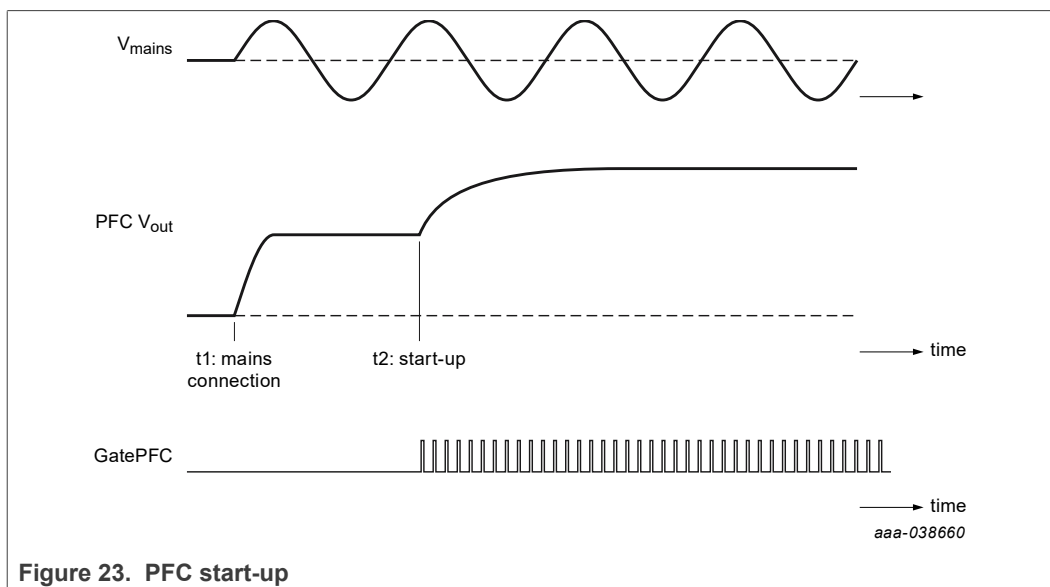 Vmains
PFC Vout
t1: mains
connection
t2: start-up
time
GatePFC
time
aaa-038660
Figure 23. PFC start-up